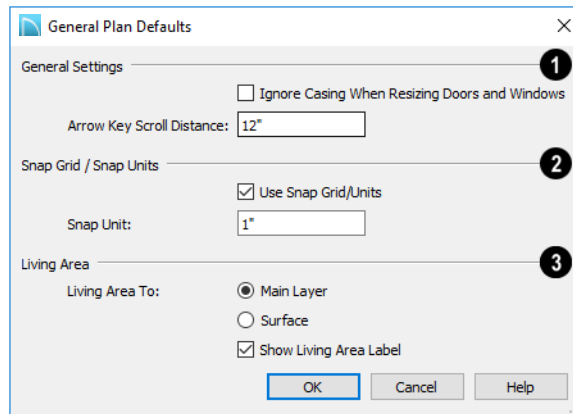 General Plan Defaults
General Settings 1
Ignore Casing When Resizing Doors and Windows
Arrow Key Scroll Distance: 12"
Snap Grid / Snap Units 2
Use Snap Grid/Units
Snap Unit: 1"
Living Area 3
Living Area To: Main Layer
Surface
Show Living Area Label
OK Cancel Help